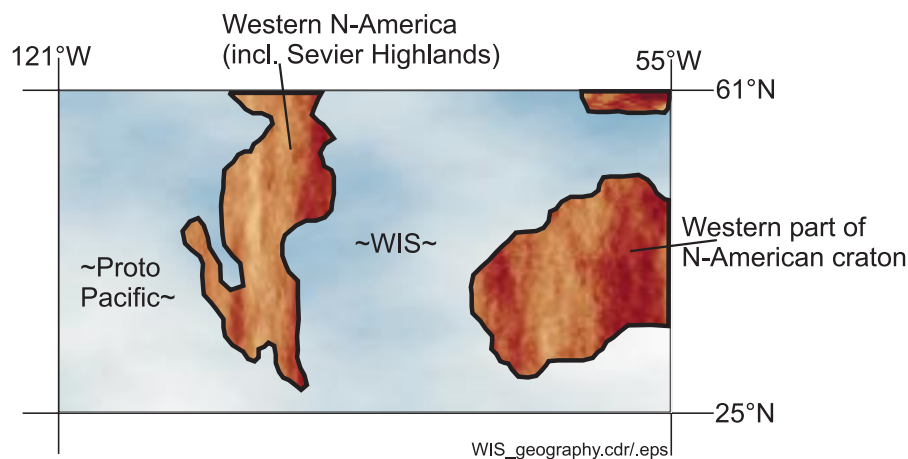 Western N-America
(incl. Sevier Highlands)
121°W
55°W
61°N
~WIS~
Western part of
N-American craton
~Proto
Pacific~
25°N
WIS_geography.cdr/.eps